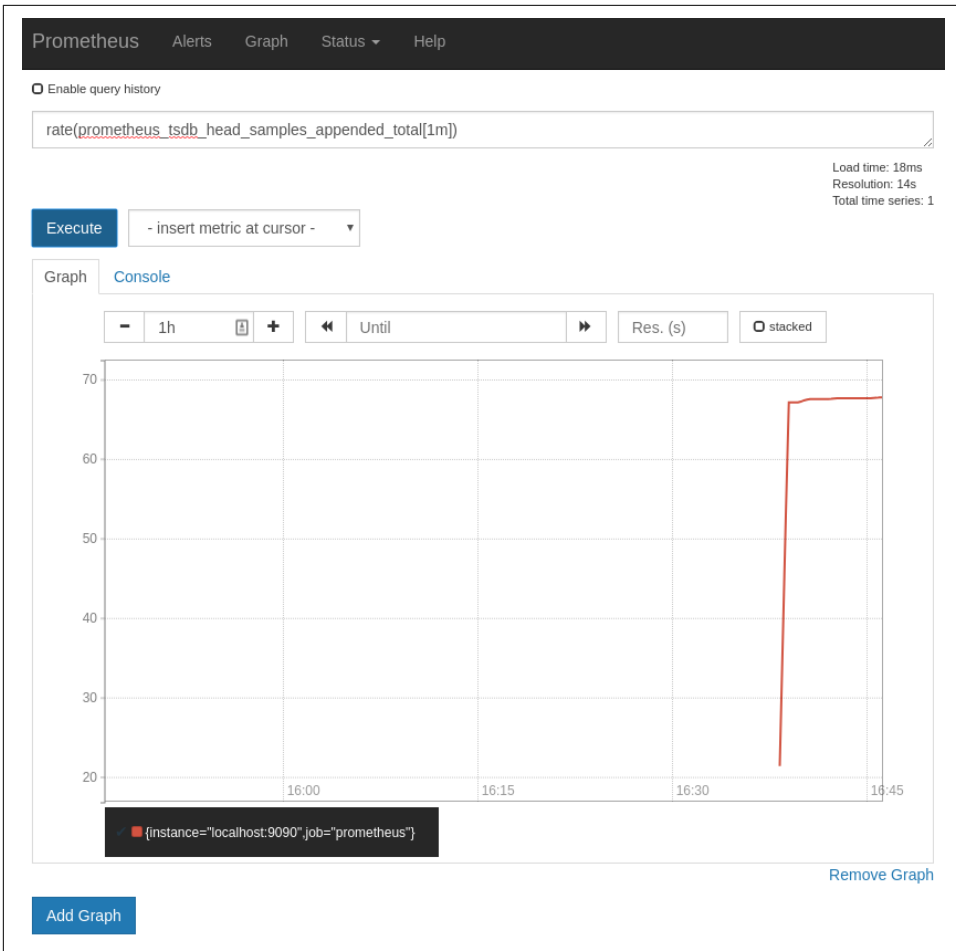 Prometheus Alerts Graph Status Help
Enable query history
rate(prometheus_tsdb_head_samples_appended_total[1m])
Load time: 18ms
Resolution: 14s
Total time series: 1
Execute - insert metric at cursor -
Graph Console
1h Until Res. (s) stacked
70
60
50
40
30
20
16:00 16:15 16:30 16:45
{instance="localhost:9090",job="prometheus"}
Remove Graph
Add Graph